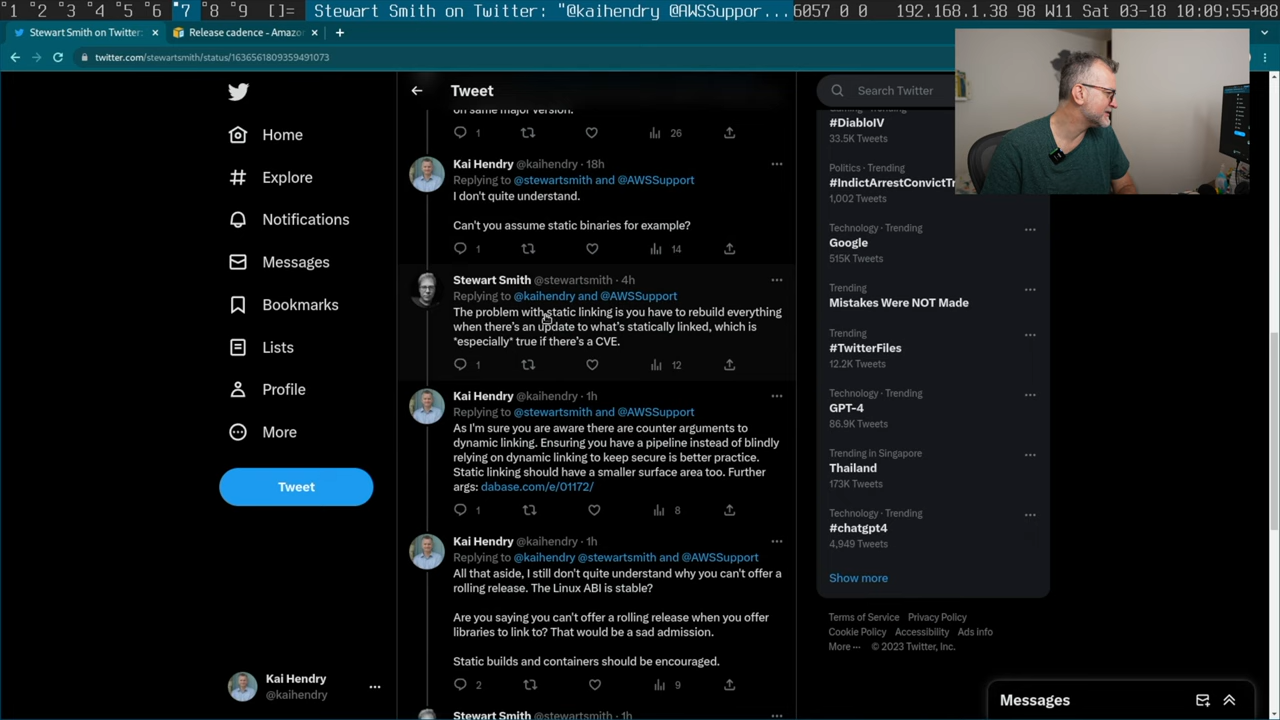 1 2 3 4 5 6 7 8 9 []= Stewart Smith on Twitter: "@kaihendry @AWSSuppor... 6057 0 0 192.168.1.38 98 W11 Sat 03-18 10:09:55+08
Stewart Smith on Twitter: × Release cadence - Amazon × +
twitter.com/stewartsmith/status/1636561809359491073
Home
Explore
Notifications
Messages
Bookmarks
Lists
Profile
More
Tweet
Kai Hendry
@kaihendry
Tweet
on same major version.
1 26
Kai Hendry @kaihendry · 18h
Replying to @stewartsmith and @AWSSupport
I don't quite understand.
Can't you assume static binaries for example?
1 14
Stewart Smith @stewartsmith · 4h
Replying to @kaihendry and @AWSSupport
The problem with static linking is you have to rebuild everything
when there's an update to what's statically linked, which is
*especially* true if there's a CVE.
1 12
Kai Hendry @kaihendry · 1h
Replying to @stewartsmith and @AWSSupport
As I'm sure you are aware there are counter arguments to
dynamic linking. Ensuring you have a pipeline instead of blindly
relying on dynamic linking to keep secure is better practice.
Static linking should have a smaller surface area too. Further
args: dabase.com/e/01172/
1 8
Kai Hendry @kaihendry · 1h
Replying to @kaihendry @stewartsmith and @AWSSupport
All that aside, I still don't quite understand why you can't offer a
rolling release. The Linux ABI is stable?
Are you saying you can't offer a rolling release when you offer
libraries to link to? That would be a sad admission.
Static builds and containers should be encouraged.
2 9
Stewart Smith @stewartsmith · 1h
Search Twitter
#DiabloIV
33.5K Tweets
Politics · Trending
#IndictArrestConvictTr
1,002 Tweets
Technology · Trending
Google
515K Tweets
Trending
Mistakes Were NOT Made
Trending
#TwitterFiles
12.2K Tweets
Technology · Trending
GPT-4
86.9K Tweets
Trending in Singapore
Thailand
173K Tweets
Technology · Trending
#chatgpt4
4,949 Tweets
Show more
Terms of Service Privacy Policy
Cookie Policy Accessibility Ads info
More ··· © 2023 Twitter, Inc.
Messages